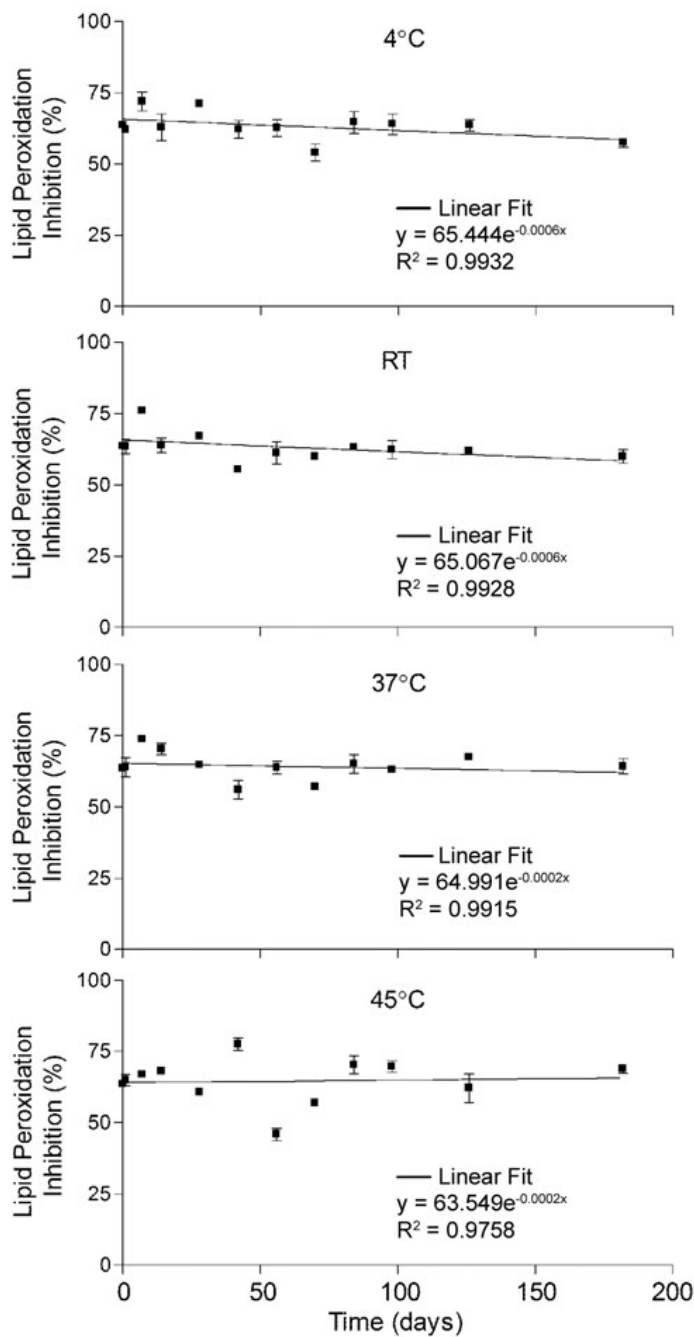 100
4°C
75
50
25
0
Lipid Peroxidation
Inhibition (%)
Linear Fit
y = 65.444e^-0.0006x
R² = 0.9932
100
RT
75
50
25
0
Lipid Peroxidation
Inhibition (%)
Linear Fit
y = 65.067e^-0.0006x
R² = 0.9928
100
37°C
75
50
25
0
Lipid Peroxidation
Inhibition (%)
Linear Fit
y = 64.991e^-0.0002x
R² = 0.9915
100
45°C
75
50
25
0
Lipid Peroxidation
Inhibition (%)
Linear Fit
y = 63.549e^-0.0002x
R² = 0.9758
0 50 100 150 200
Time (days)